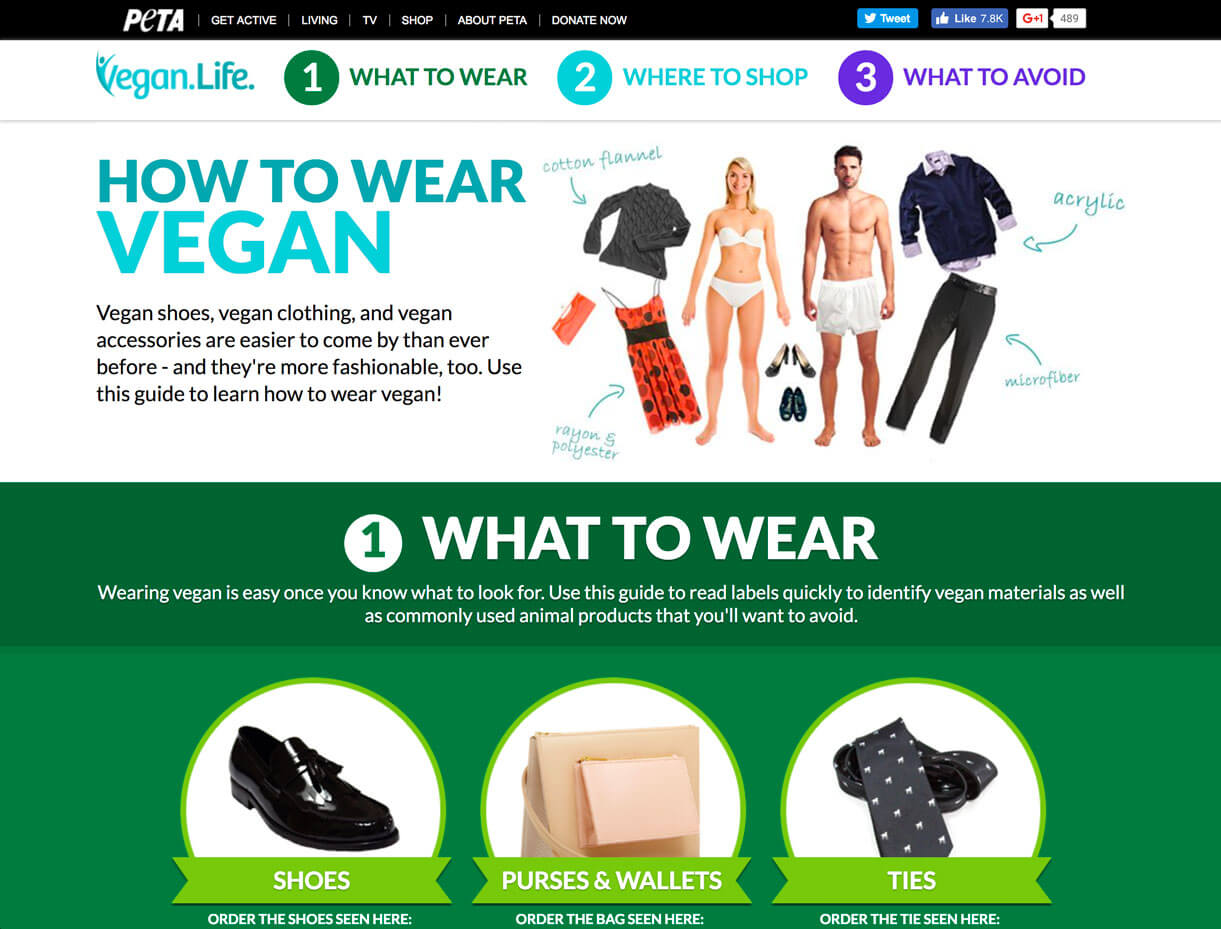 PETA
GET ACTIVE
LIVING
TV
SHOP
ABOUT PETA
DONATE NOW
Tweet
Like 7.8K
G+1
489
Vegan.Life.
1 WHAT TO WEAR
2 WHERE TO SHOP
3 WHAT TO AVOID
HOW TO WEAR
VEGAN
Vegan shoes, vegan clothing, and vegan
accessories are easier to come by than ever
before - and they're more fashionable, too. Use
this guide to learn how to wear vegan!
cotton flannel
acrylic
microfiber
rayon &
polyester
1 WHAT TO WEAR
Wearing vegan is easy once you know what to look for. Use this guide to read labels quickly to identify vegan materials as well
as commonly used animal products that you'll want to avoid.
SHOES
PURSES & WALLETS
TIES
ORDER THE SHOES SEEN HERE:
ORDER THE BAG SEEN HERE:
ORDER THE TIE SEEN HERE: